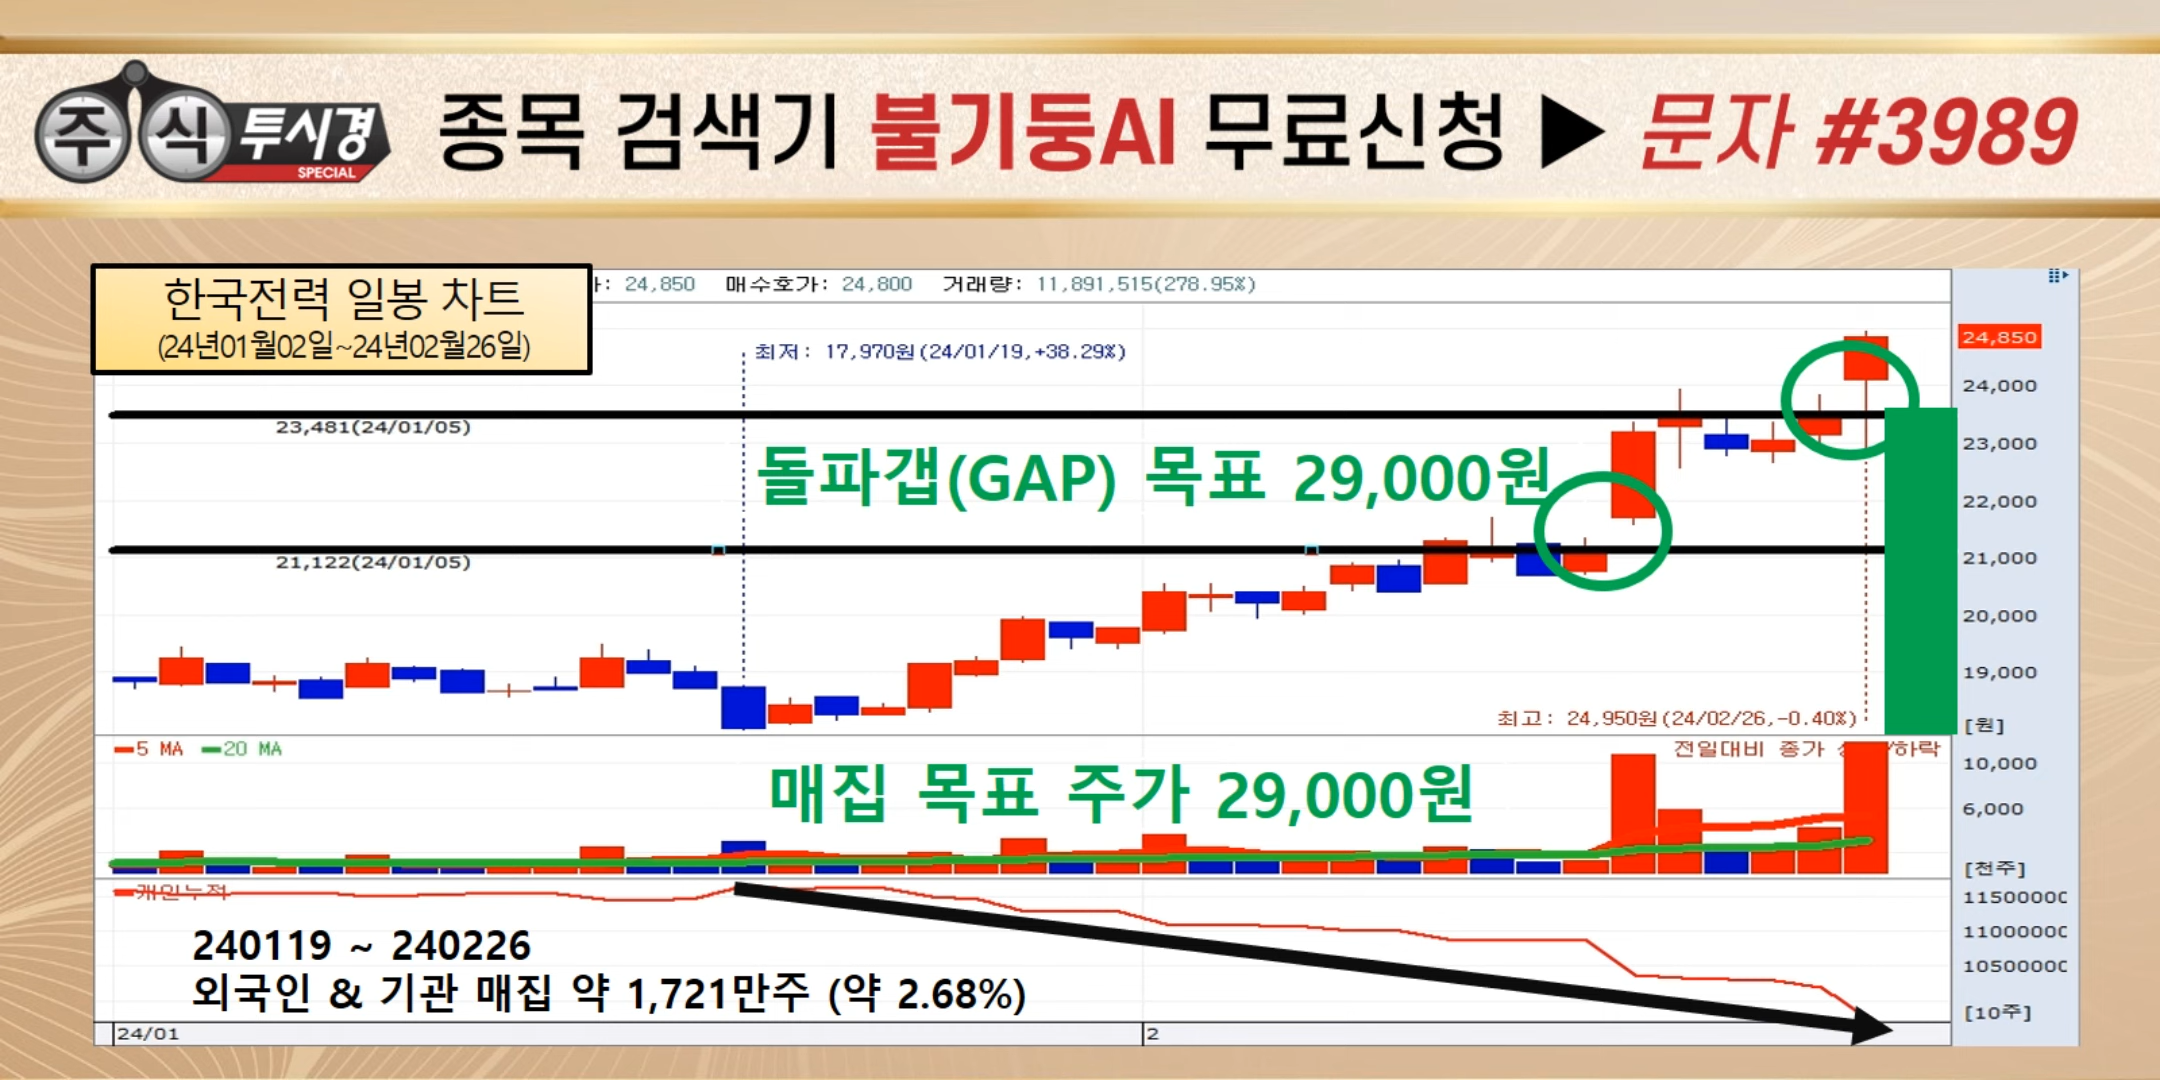 주식투시경
SPECIAL
종목 검색기 불기둥AI 무료신청 ▶ 문자 #3989
한국전력 일봉 차트
(24년01월02일~24년02월26일)
: 24,850 매수호가: 24,800 거래량: 11,891,515(278.95%)
최저: 17,970원(24/01/19,+38.29%)
24,850
24,000
23,481(24/01/05)
23,000
돌파갭(GAP) 목표 29,000원
22,000
21,122(24/01/05)
21,000
20,000
19,000
최고: 24,950원(24/02/26,-0.40%)
[원]
5 MA 20 MA
전일대비 종가 /하락
10,000
매집 목표 주가 29,000원
6,000
[천주]
개인누적
11500000
11000000
10500000
240119 ~ 240226
외국인 & 기관 매집 약 1,721만주 (약 2.68%)
[10주]
24/01
2